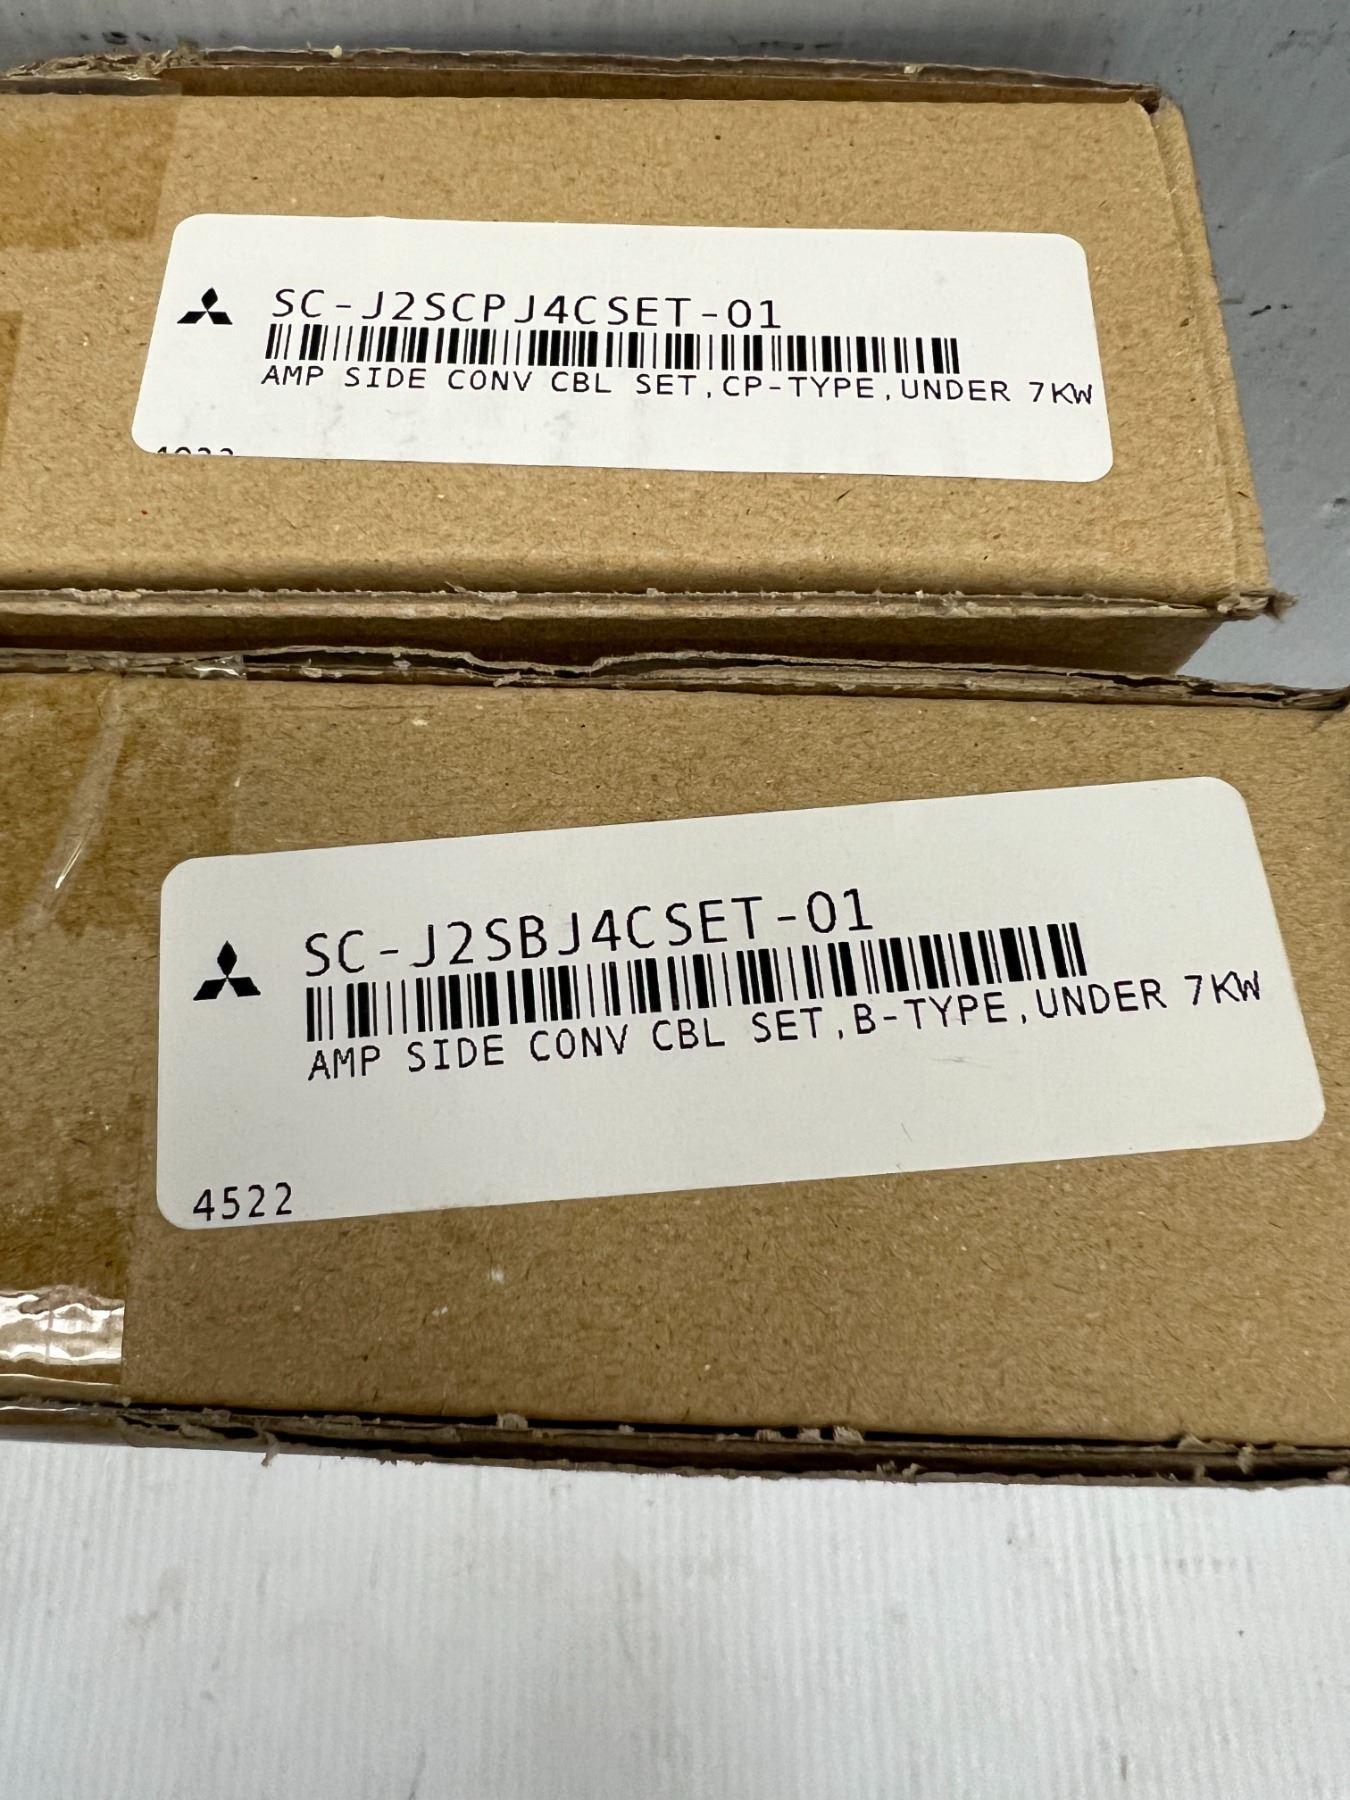 SC-J2SCPJ4CSET-01
AMP SIDE CONV CBL SET,CP-TYPE,UNDER 7KW
SC-J2SBJ4CSET-01
AMP SIDE CONV CBL SET,B-TYPE,UNDER 7KW
4522